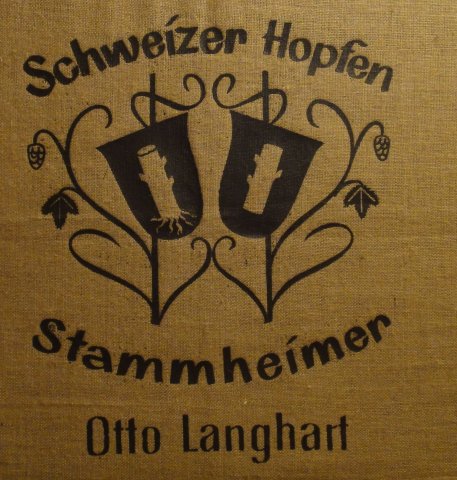 Schweizer Hopfen
Stammheimer
Otto Langhart